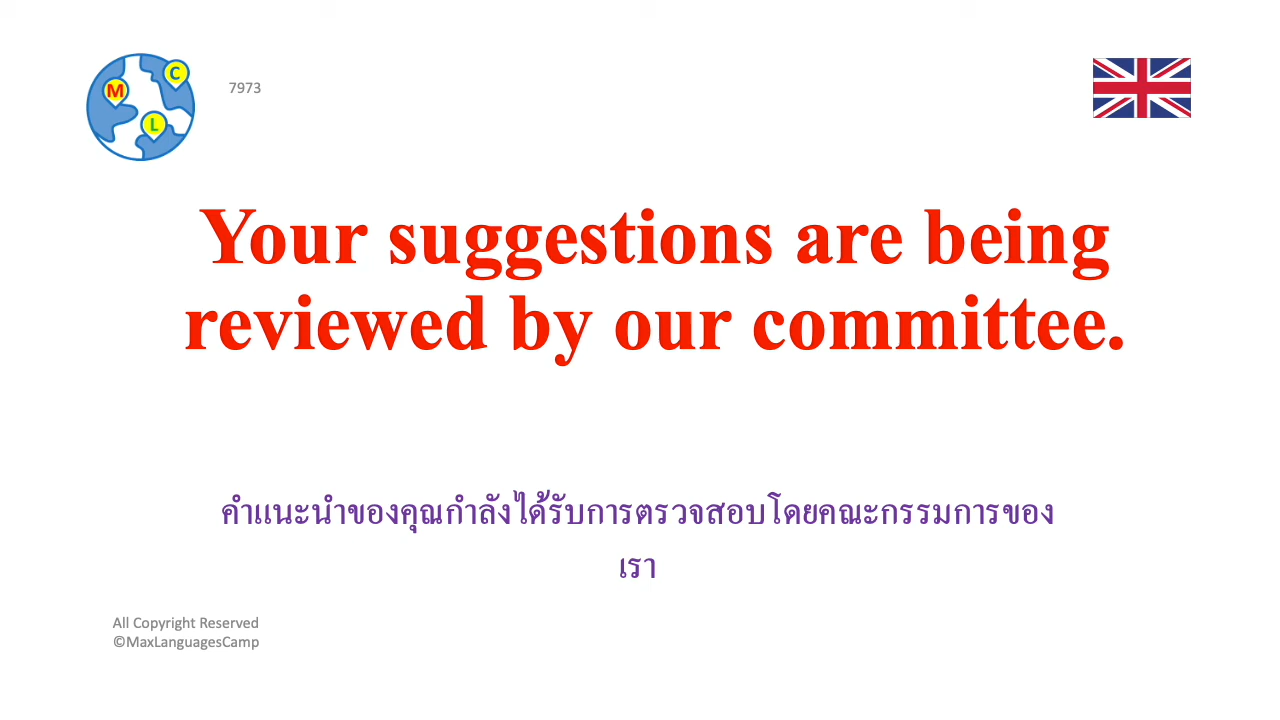 M
C
L
7973
Your suggestions are being
reviewed by our committee.
คำแนะนำของคุณกำลังได้รับการตรวจสอบโดยคณะกรรมการของ
เรา
All Copyright Reserved
©MaxLanguagesCamp